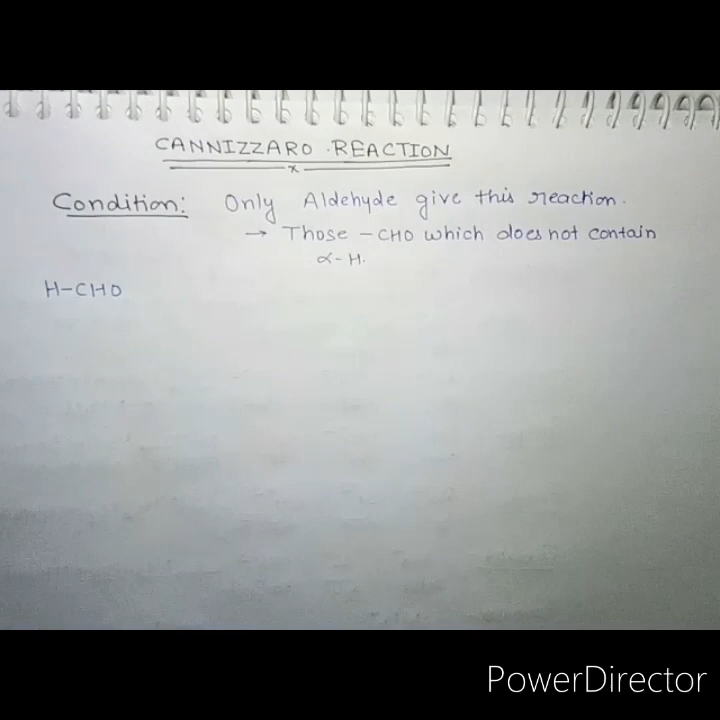 CANNIZZARO REACTION
Condition: Only Aldehyde give this reaction.
→ Those -CHO which does not contain
α-H.
H-CHO
PowerDirector